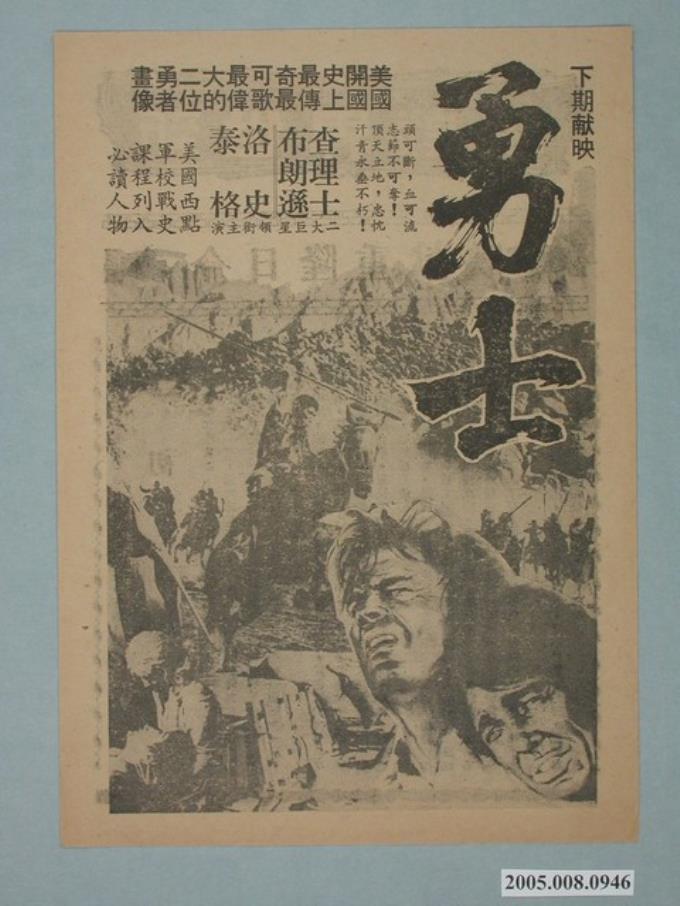 下期献映
勇士
美國開國史上最傳奇最可歌最偉大的二位勇者畫像
頭可斷，血可流
志節不可奪！
頂天立地，忠忱
汗青永垂不朽！
查理士
布朗遜
洛史
泰格
二大巨星領銜主演
美國西點
軍校戰史
課程列入
必讀人物
2005.008.0946